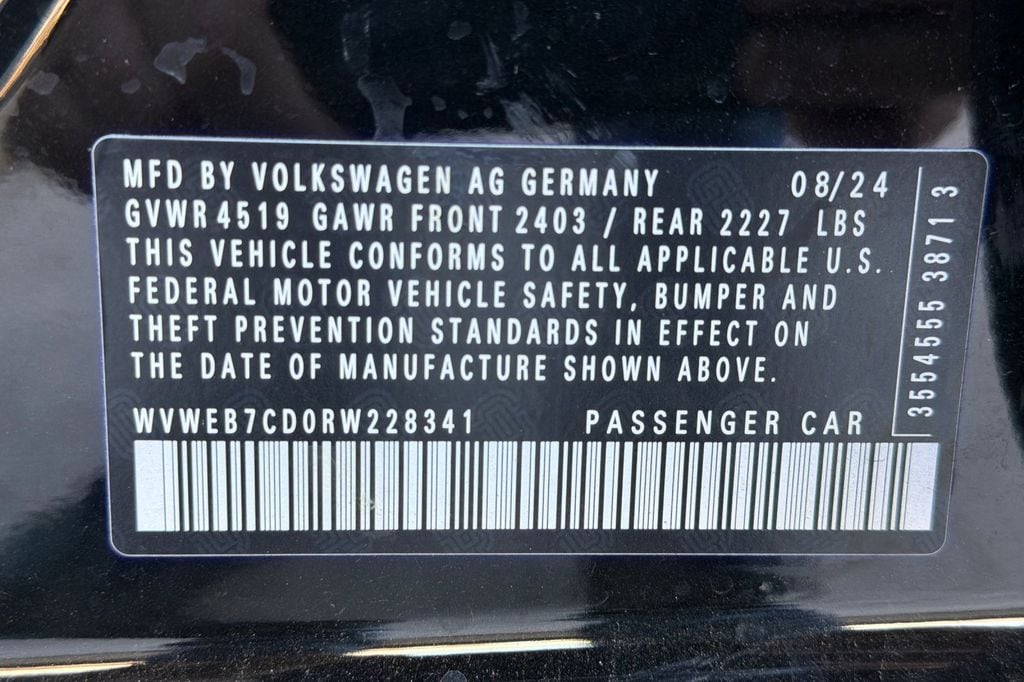 MFD BY VOLKSWAGEN AG GERMANY 08/24
GVWR 4519 GAWR FRONT 2403 / REAR 2227 LBS
THIS VEHICLE CONFORMS TO ALL APPLICABLE U.S.
FEDERAL MOTOR VEHICLE SAFETY, BUMPER AND
THEFT PREVENTION STANDARDS IN EFFECT ON
THE DATE OF MANUFACTURE SHOWN ABOVE.
WVWEB7CD0RW228341 PASSENGER CAR
3554555 38713